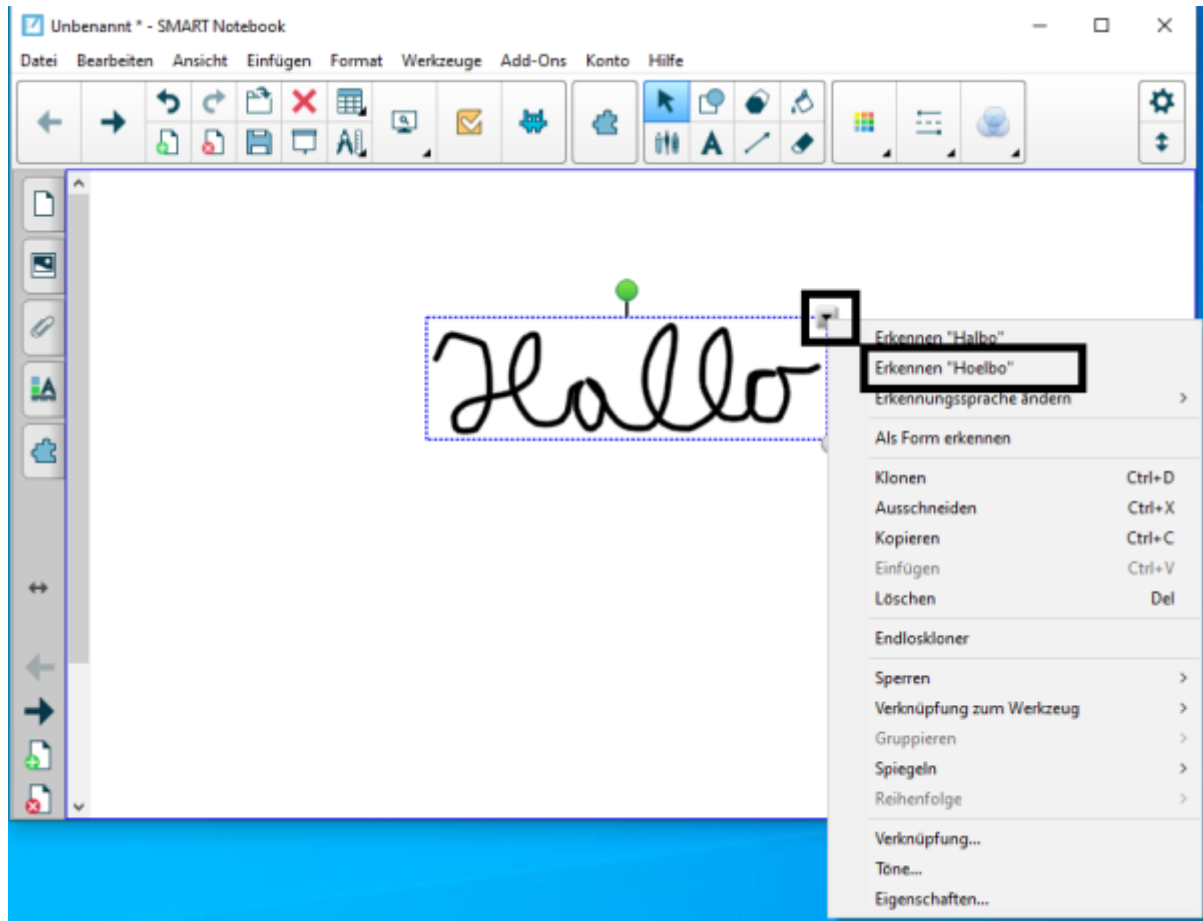 Unbenannt * - SMART Notebook
Datei Bearbeiten Ansicht Einfügen Format Werkzeuge Add-Ons Konto Hilfe
Hallo
Erkennen "Halbo"
Erkennen "Hoelbo"
Erkennungssprache ändern
Als Form erkennen
Klonen Ctrl+D
Ausschneiden Ctrl+X
Kopieren Ctrl+C
Einfügen Ctrl+V
Löschen Del
Endloskloner
Sperren
Verknüpfung zum Werkzeug
Gruppieren
Spiegeln
Reihenfolge
Verknüpfung...
Töne...
Eigenschaften...